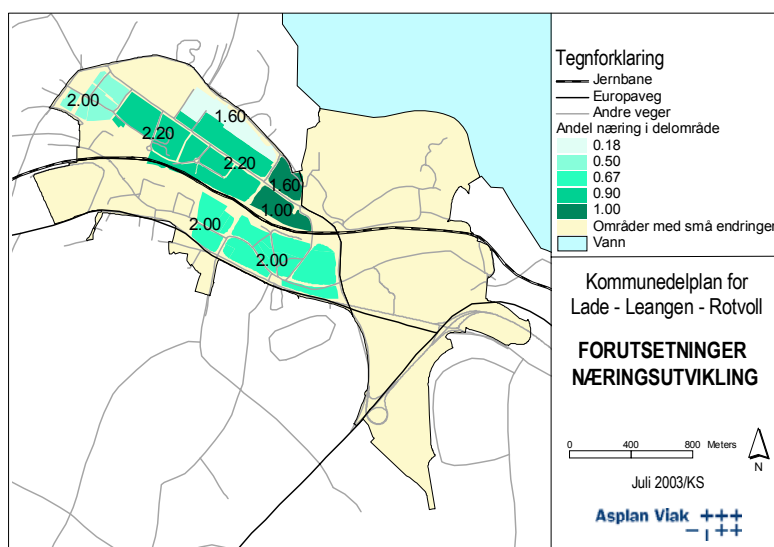 2.00
1.60
2.20
2.20
1.60
1.00
2.00
2.00
Tegnforklaring
Jernbane
Europaveg
Andre veger
Andel næring i delområde
0.18
0.50
0.67
0.90
1.00
Områder med små endringer
Vann
Kommunedelplan for
Lade - Leangen - Rotvoll
FORUTSETNINGER
NÆRINGSUTVIKLING
0 400 800 Meters
N
Juli 2003/KS
Asplan Viak